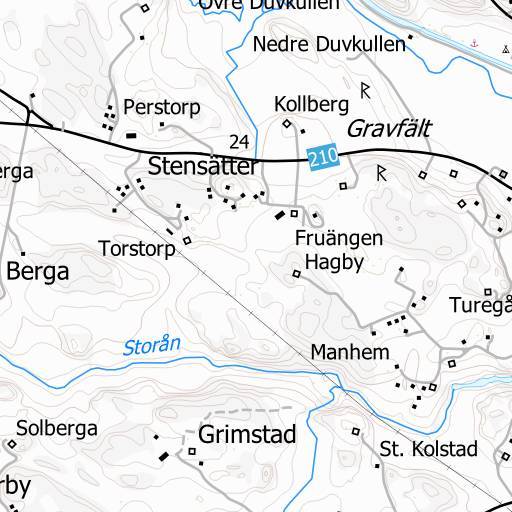 Övre Duvkullen
Nedre Duvkullen
Kollberg
Perstorp
Gravfält
24
210
Stensätter
erga
Torstorp
Fruängen
Hagby
Berga
Turegå
Storån
Manhem
Solberga
Grimstad
St. Kolstad
rby